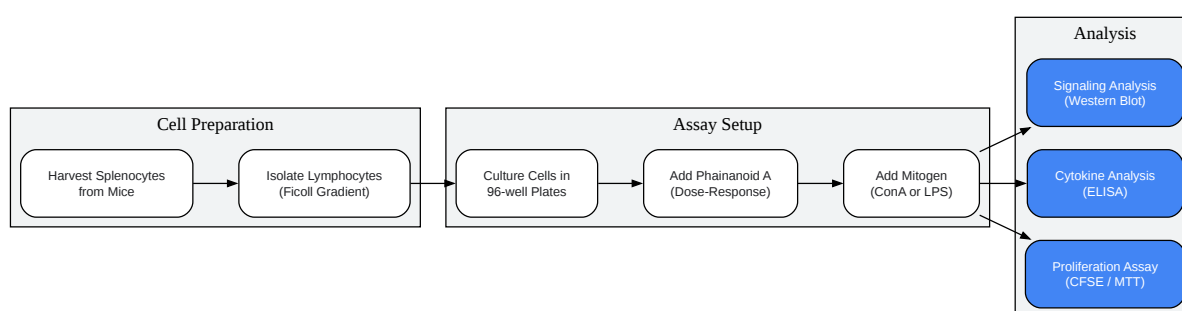 Cell Preparation
Harvest Splenocytes
from Mice
Isolate Lymphocytes
(Ficoll Gradient)
Assay Setup
Culture Cells in
96-well Plates
Add Phainanoid A
(Dose-Response)
Add Mitogen
(ConA or LPS)
Analysis
Signaling Analysis
(Western Blot)
Cytokine Analysis
(ELISA)
Proliferation Assay
(CFSE / MTT)